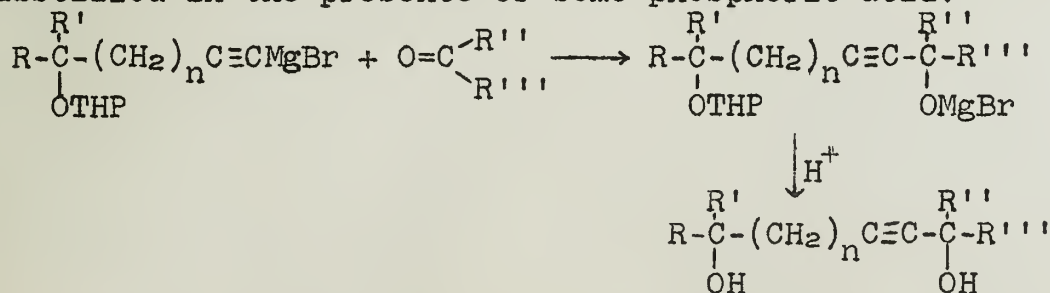 in the presence of some phosphoric acid.
R' R'' R'
R-C-(CH2)nC≡CMgBr + O=C ⟶ R-C-(CH2)nC≡C-C-R'''
OTHP R''' OTHP OMgBr
H+
R' R''
R-C-(CH2)nC≡C-C-R'''
OH OH